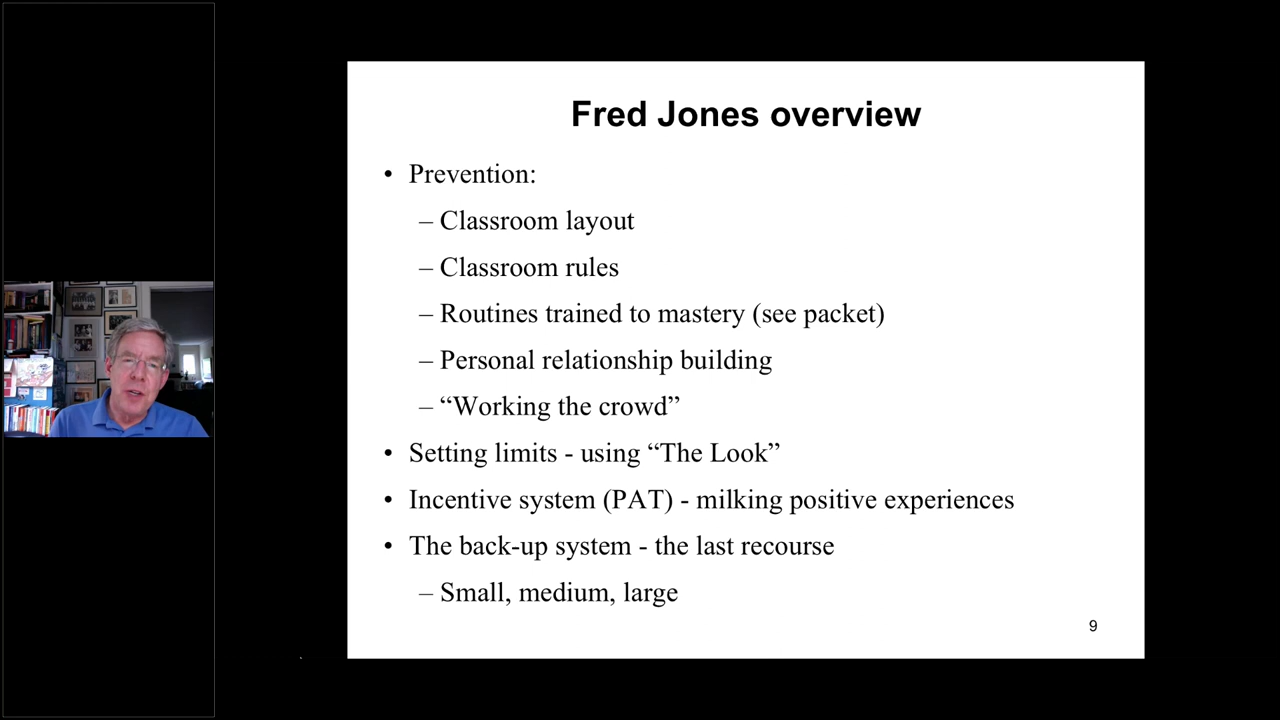 Fred Jones overview
• Prevention:
– Classroom layout
– Classroom rules
– Routines trained to mastery (see packet)
– Personal relationship building
– “Working the crowd”
• Setting limits - using “The Look”
• Incentive system (PAT) - milking positive experiences
• The back-up system - the last recourse
– Small, medium, large
9